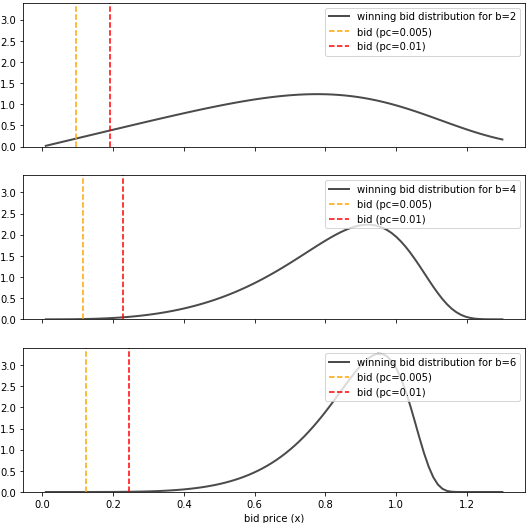 3.0
2.5
2.0
1.5
1.0
0.5
0.0
winning bid distribution for b=2
bid (pc=0.005)
bid (pc=0.01)
3.0
2.5
2.0
1.5
1.0
0.5
0.0
winning bid distribution for b=4
bid (pc=0.005)
bid (pc=0.01)
3.0
2.5
2.0
1.5
1.0
0.5
0.0
winning bid distribution for b=6
bid (pc=0.005)
bid (pc=0.01)
0.0 0.2 0.4 0.6 0.8 1.0 1.2
bid price (x)